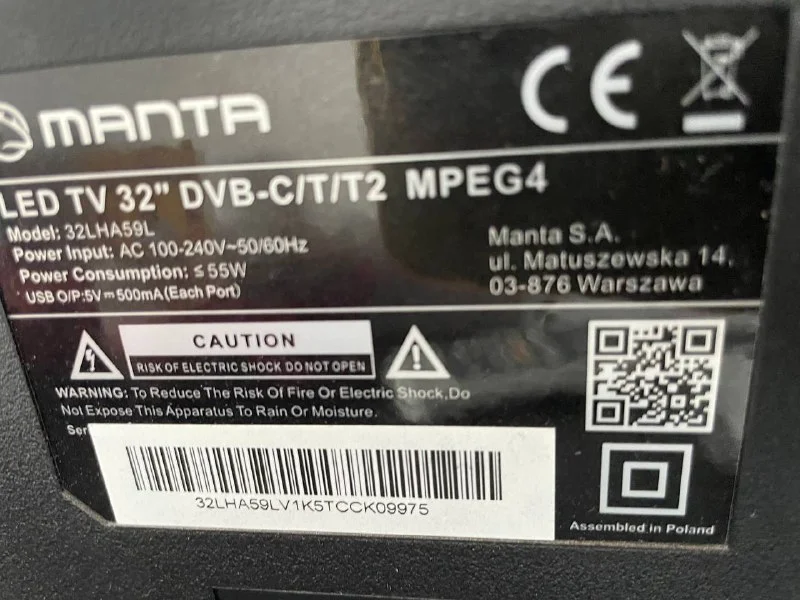 MANTA
CE
LED TV 32" DVB-C/T/T2 MPEG4
Model: 32LHA59L
Power Input: AC 100-240V~50/60Hz
Power Consumption: ≤ 55W
USB O/P:5V⎓500mA(Each Port)
Manta S.A.
ul. Matuszewska 14,
03-876 Warszawa
CAUTION
RISK OF ELECTRIC SHOCK DO NOT OPEN
WARNING: To Reduce The Risk Of Fire Or Electric Shock,Do
Not Expose This Apparatus To Rain Or Moisture.
32LHA59LV1K5TCCK09975
Assembled in Poland